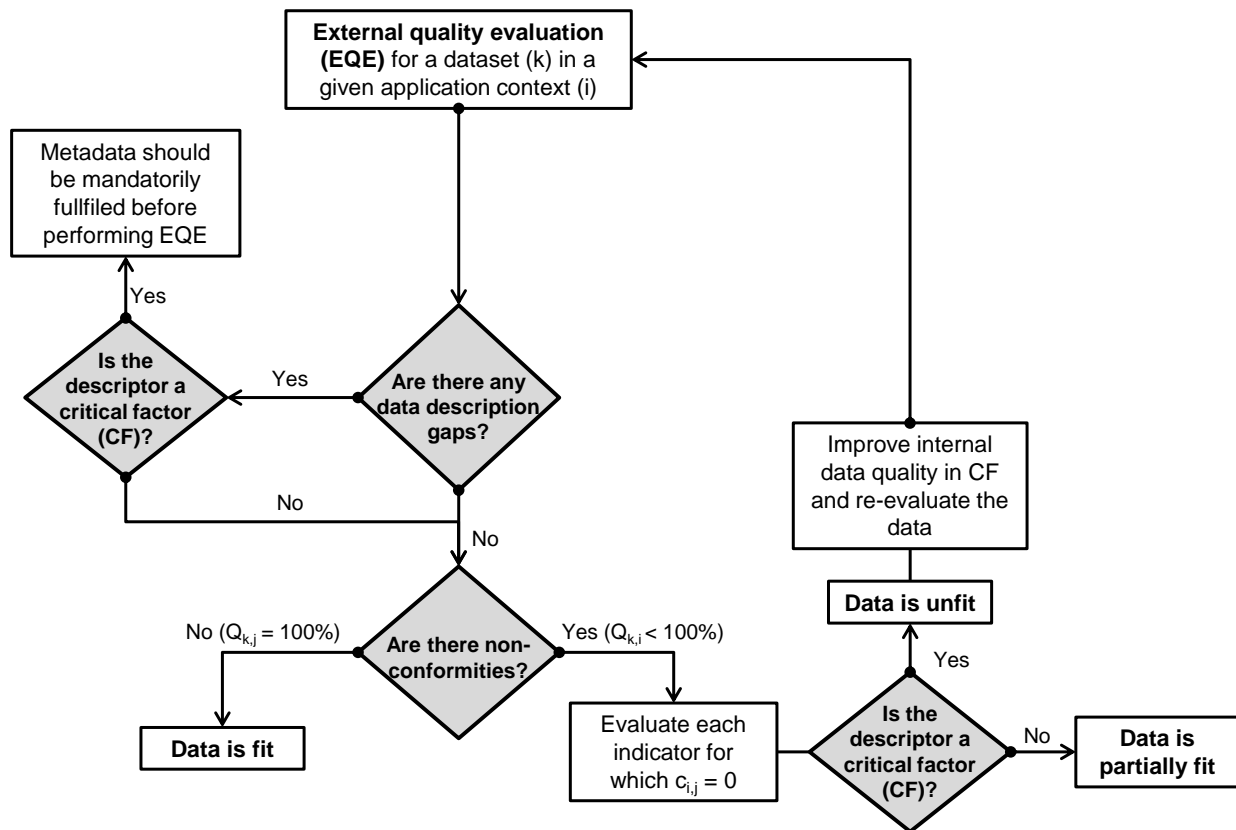 External quality evaluation
(EQE) for a dataset (k) in a
given application context (i)
Metadata should
be mandatorily
fullfiled before
performing EQE
Yes
Is the
descriptor a
critical factor
(CF)?
Yes
Are there any
data description
gaps?
No
No
Improve internal
data quality in CF
and re-evaluate the
data
Data is unfit
Yes
No (Qk,j = 100%)
Are there non-
conformities?
Yes (Qk,i < 100%)
Data is fit
Evaluate each
indicator for
which ci,j = 0
Is the
descriptor a
critical factor
(CF)?
No
Data is
partially fit